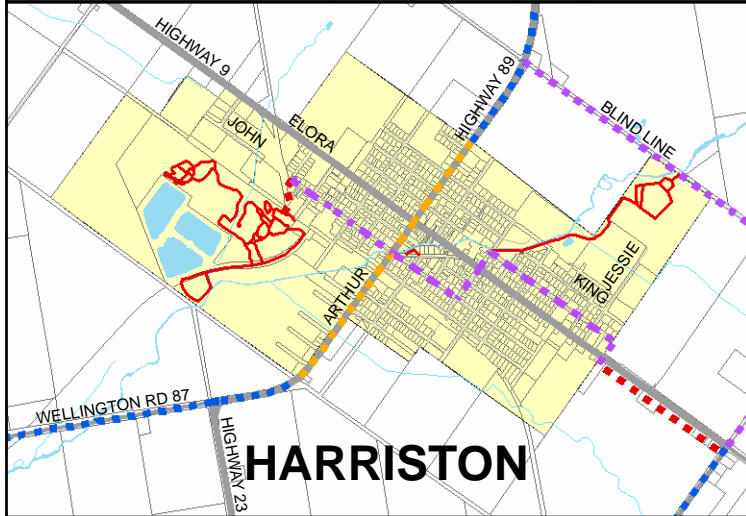 HIGHWAY 9
HIGHWAY 89
BLIND LINE
JOHN
ELORA
KING
JESSIE
ARTHUR
WELLINGTON RD 87
HIGHWAY 23
HARRISTON